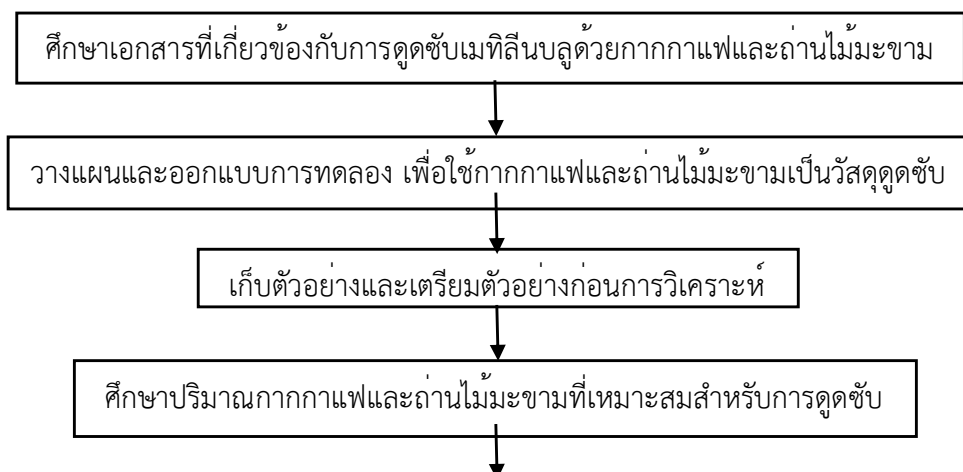 ศึกษาเอกสารที่เกี่ยวข้องกับการดูดซับเมทิลีนบลูด้วยกากกาแฟและถ่านไม้มะขาม
วางแผนและออกแบบการทดลอง เพื่อใช้กากกาแฟและถ่านไม้มะขามเป็นวัสดุดูดซับ
เก็บตัวอย่างและเตรียมตัวอย่างก่อนการวิเคราะห์
ศึกษาปริมาณกากกาแฟและถ่านไม้มะขามที่เหมาะสมสำหรับการดูดซับ